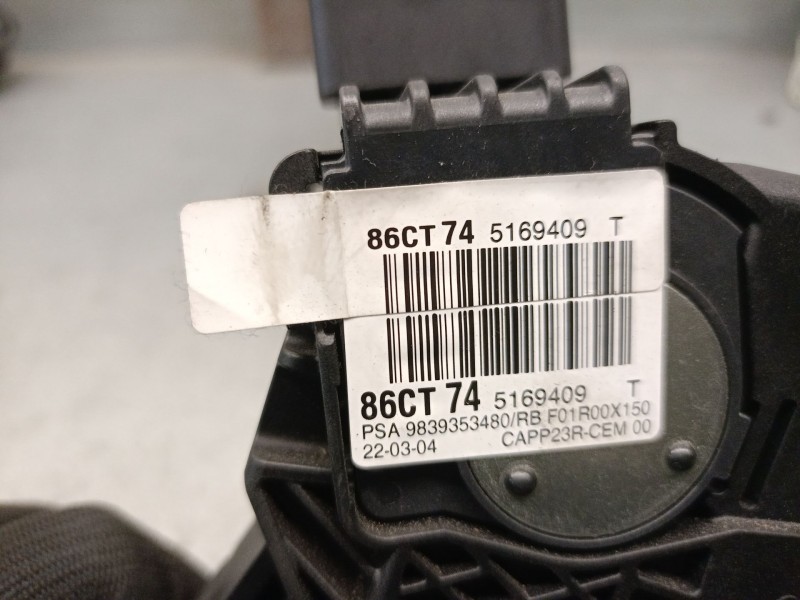 86CT 74 5169409 T
86CT 74 5169409 T
PSA 9839353480/RB F01R00X150
22-03-04 CAPP23R-CEM 00